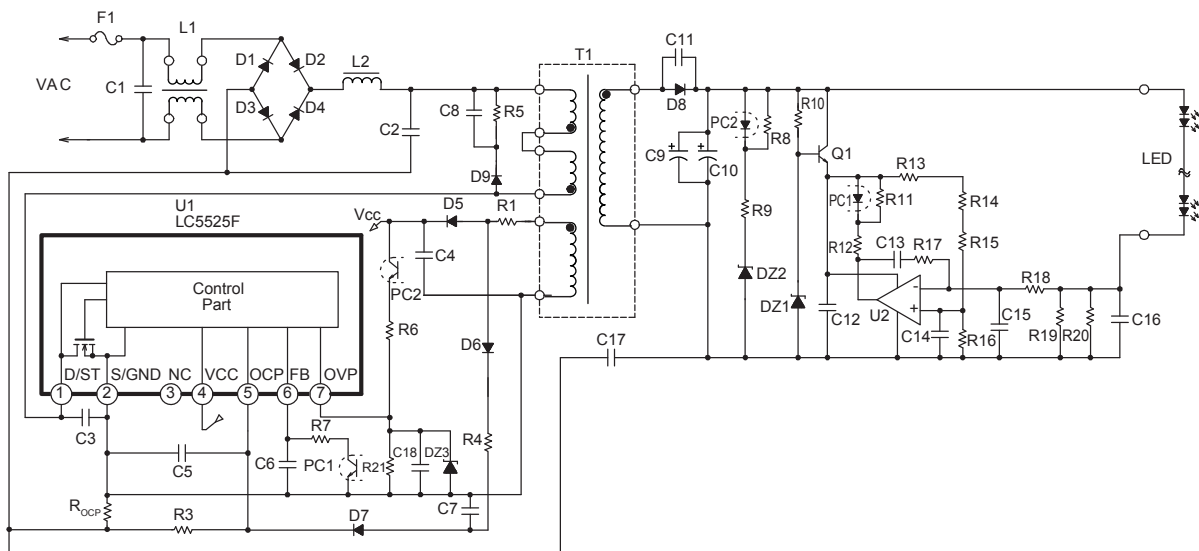 F1
L1
VAC
C1
D1
D2
D3
D4
L2
C2
C8
R5
D9
T1
C11
D8
C9
C10
PC2
R8
R9
DZ2
R10
DZ1
Q1
PC1
R11
R12
R13
R14
R15
C13
R17
U2
C12
C14
R16
C15
R18
R19
R20
C16
LED
U1
LC5525F
Control
Part
D/ST
S/GND
NC
VCC
OCP
FB
OVP
1
2
3
4
5
6
7
Vcc
D5
R1
C4
PC2
R6
D6
C17
C3
C5
R7
C6
PC1
R21
C18
DZ3
R4
C7
ROCP
R3
D7
+
+
-
+